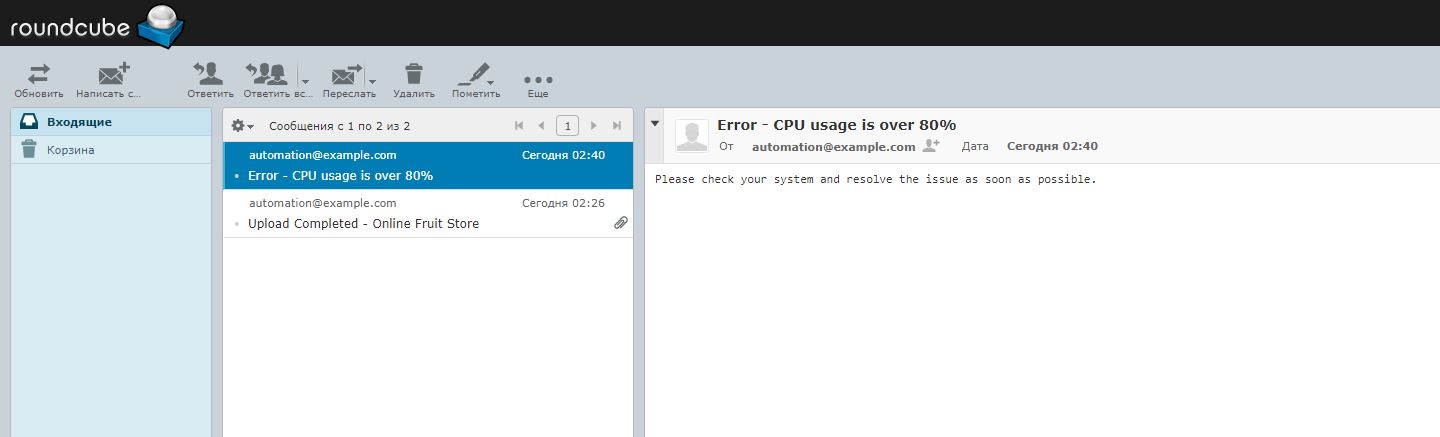 roundcube
Обновить Написать с... Ответить Ответить вс... Переслать Удалить Пометить Еще
Входящие
Корзина
Сообщения с 1 по 2 из 2 1
automation@example.com Сегодня 02:40
Error - CPU usage is over 80%
automation@example.com Сегодня 02:26
Upload Completed - Online Fruit Store
Error - CPU usage is over 80%
От automation@example.com Дата Сегодня 02:40
Please check your system and resolve the issue as soon as possible.